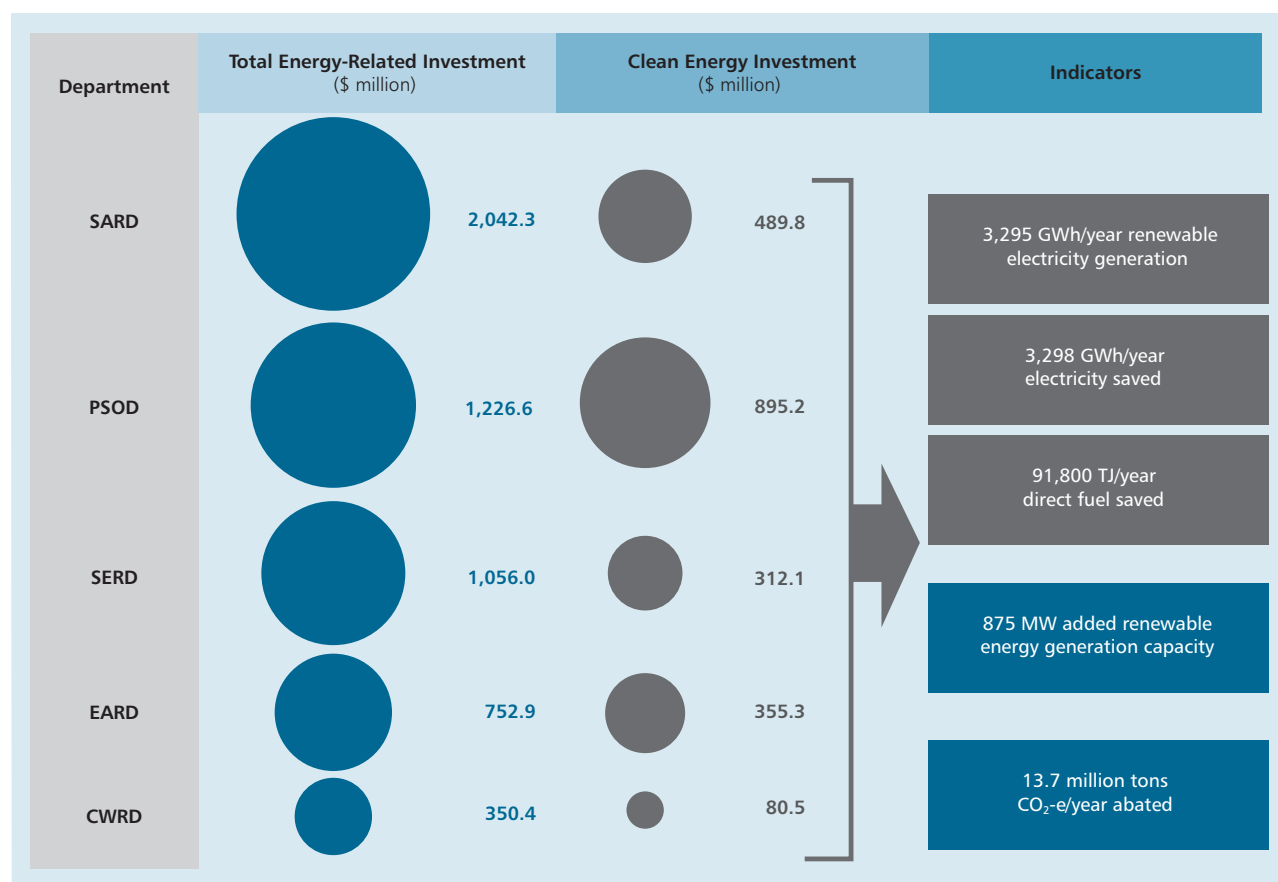 Department
Total Energy-Related Investment
($ million)
Clean Energy Investment
($ million)
Indicators
SARD
2,042.3
489.8
PSOD
1,226.6
895.2
SERD
1,056.0
312.1
EARD
752.9
355.3
CWRD
350.4
80.5
3,295 GWh/year renewable
electricity generation
3,298 GWh/year
electricity saved
91,800 TJ/year
direct fuel saved
875 MW added renewable
energy generation capacity
13.7 million tons
CO₂-e/year abated